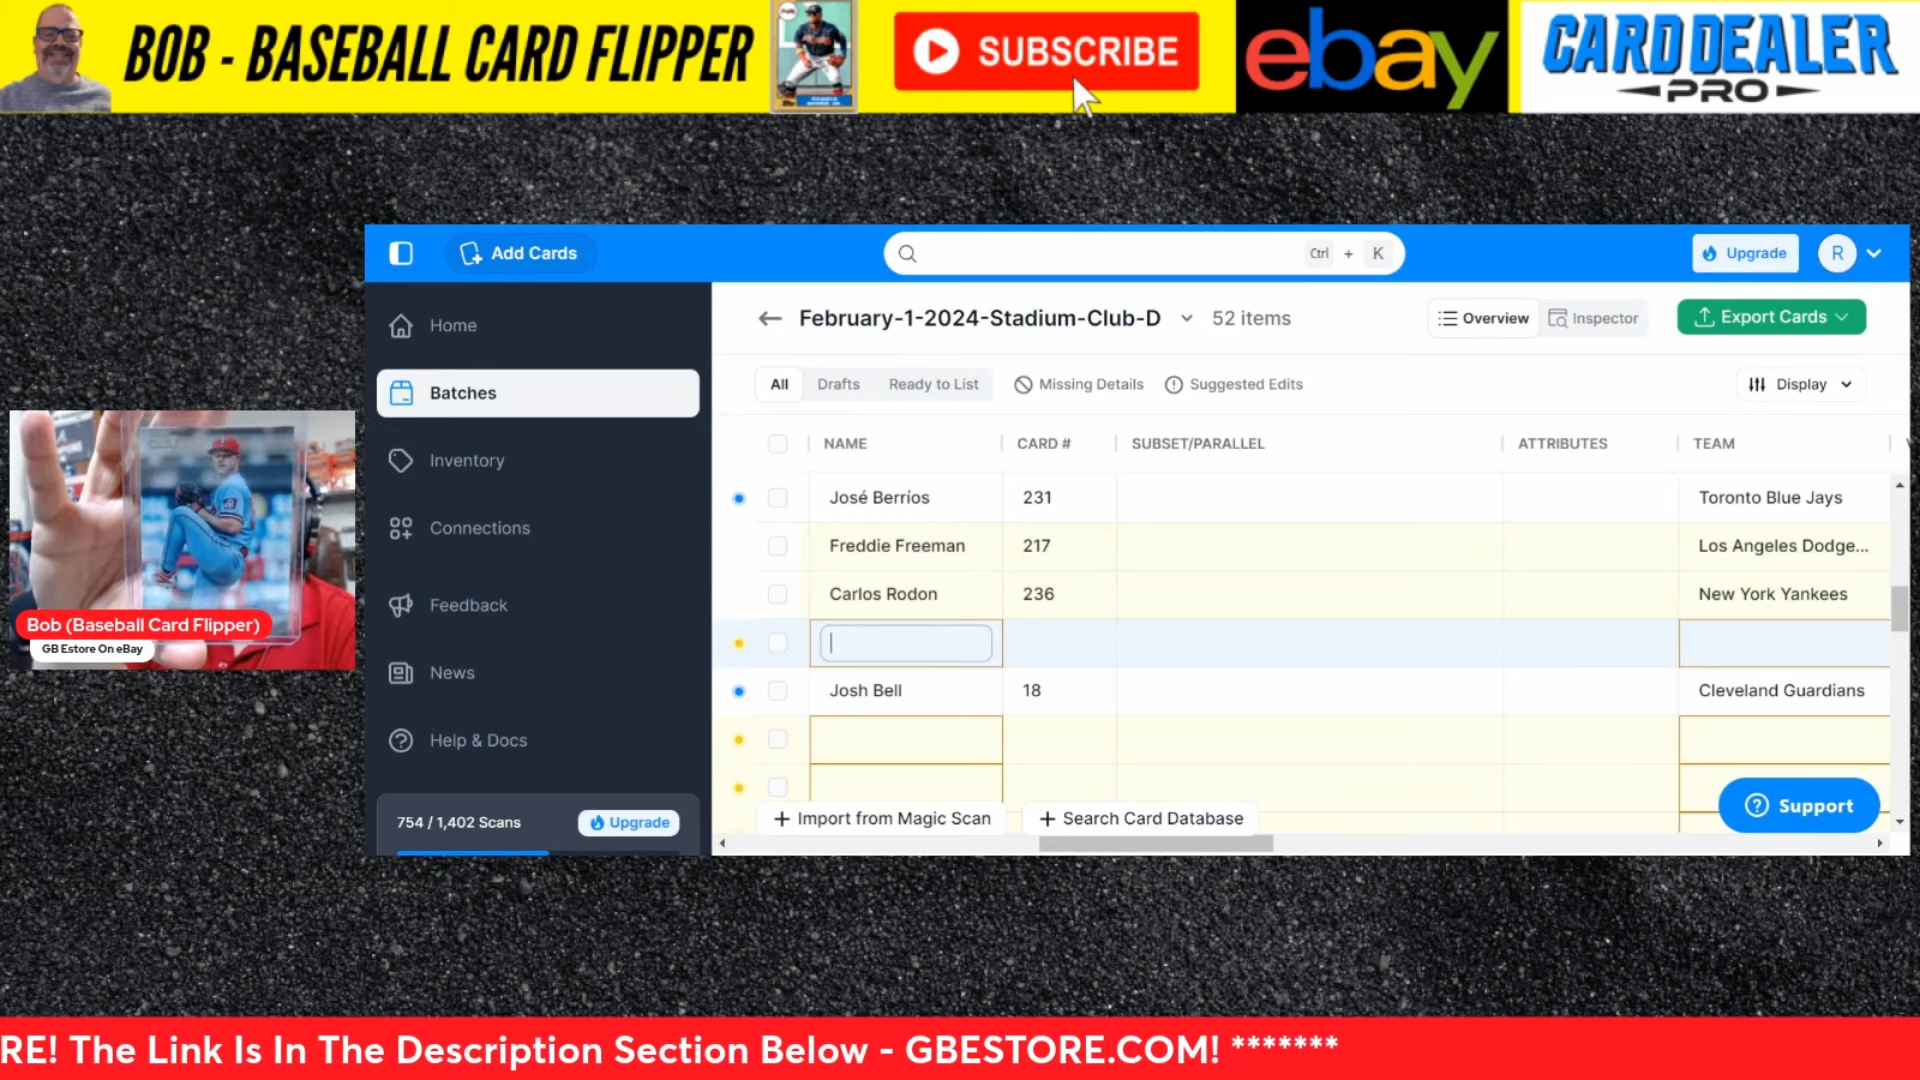 BOB - BASEBALL CARD FLIPPER
SUBSCRIBE
ebay
CARD DEALER
PRO
Add Cards
Ctrl + K
Upgrade
R
Home
Batches
Inventory
Connections
Feedback
News
Help & Docs
754 / 1,402 Scans
Upgrade
February-1-2024-Stadium-Club-D
52 items
Overview
Inspector
Export Cards
All
Drafts
Ready to List
Missing Details
Suggested Edits
Display
NAME CARD # SUBSET/PARALLEL ATTRIBUTES TEAM
José Berríos 231 Toronto Blue Jays
Freddie Freeman 217 Los Angeles Dodge...
Carlos Rodon 236 New York Yankees
Josh Bell 18 Cleveland Guardians
+ Import from Magic Scan
+ Search Card Database
Support
Bob (Baseball Card Flipper)
GB Estore On eBay
RE! The Link Is In The Description Section Below - GBESTORE.COM! *******